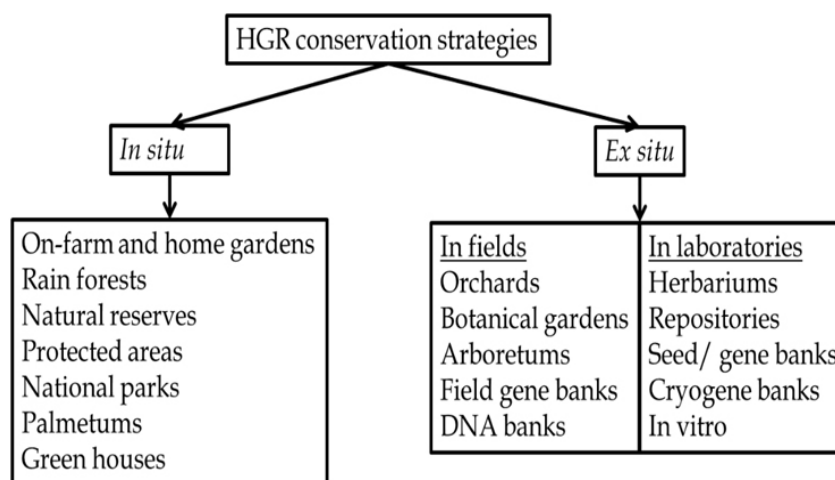 HGR conservation strategies
In situ
Ex situ
On-farm and home gardens
Rain forests
Natural reserves
Protected areas
National parks
Palmetums
Green houses
In fields
Orchards
Botanical gardens
Arboretums
Field gene banks
DNA banks
In laboratories
Herbariums
Repositories
Seed/ gene banks
Cryogene banks
In vitro